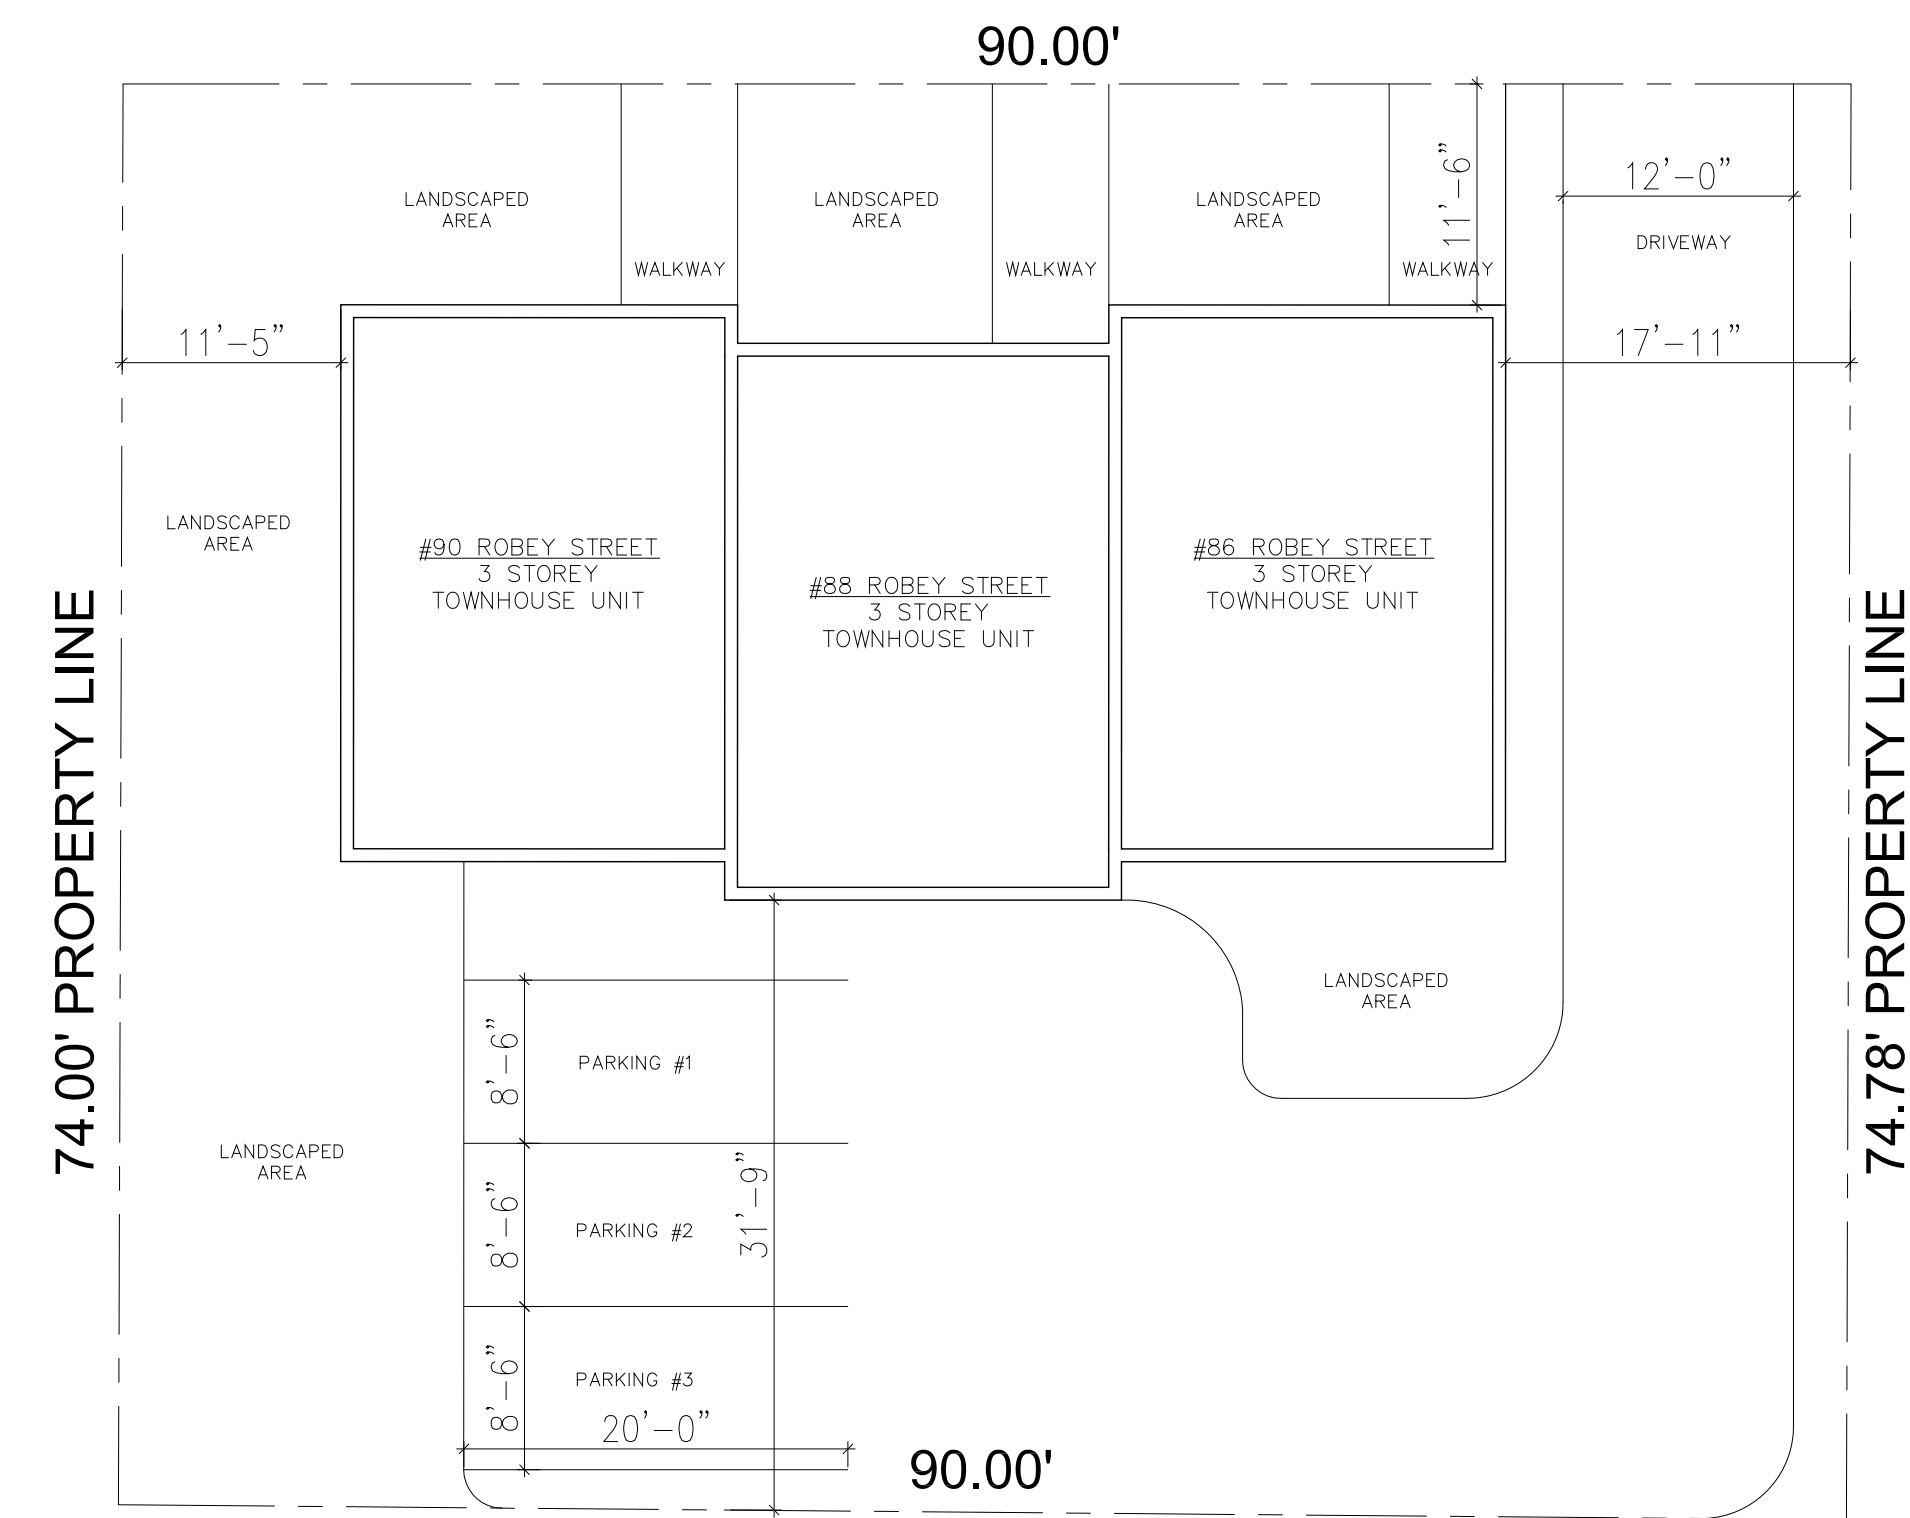 90.00'
11'-6"
12'-0"
LANDSCAPED
AREA
LANDSCAPED
AREA
LANDSCAPED
AREA
DRIVEWAY
WALKWAY
WALKWAY
WALKWAY
11'-5"
17'-11"
LANDSCAPED
AREA
#90 ROBEY STREET
3 STOREY
TOWNHOUSE UNIT
#88 ROBEY STREET
3 STOREY
TOWNHOUSE UNIT
#86 ROBEY STREET
3 STOREY
TOWNHOUSE UNIT
74.00' PROPERTY LINE
74.78' PROPERTY LINE
LANDSCAPED
AREA
8'-6"
PARKING #1
LANDSCAPED
AREA
31'-9"
8'-6"
PARKING #2
8'-6"
PARKING #3
20'-0"
90.00'